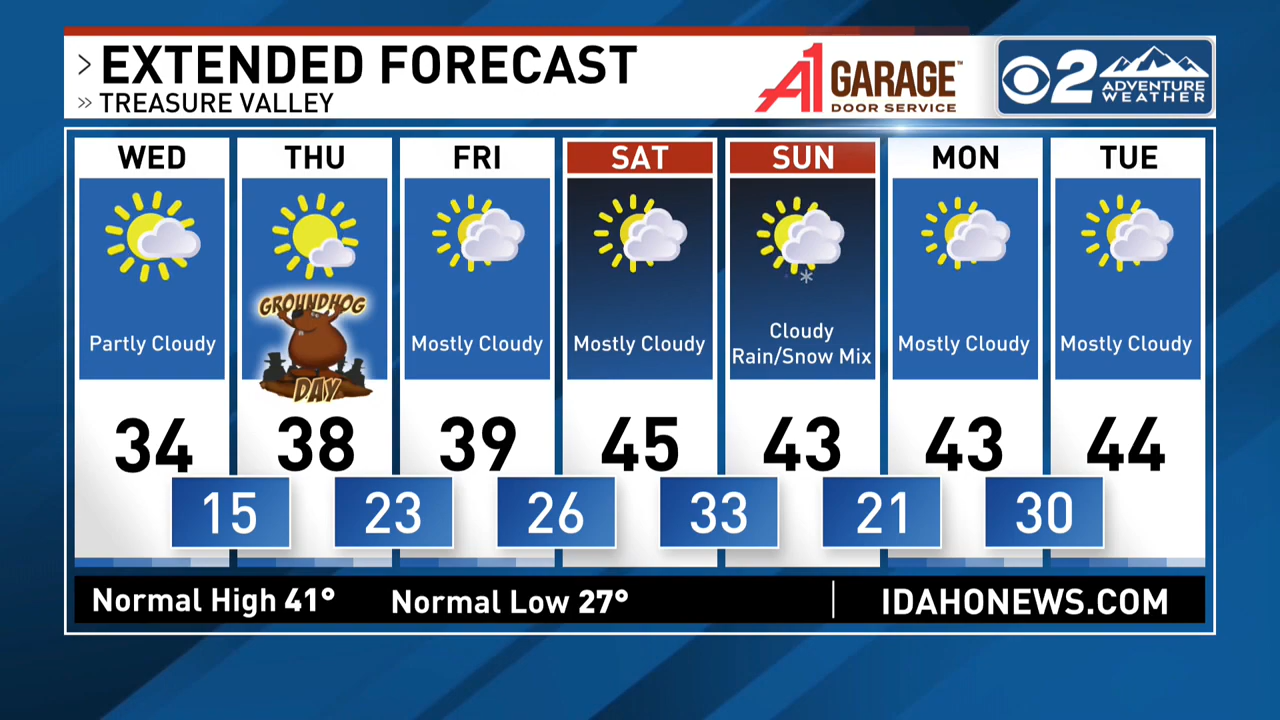 > EXTENDED FORECAST
» TREASURE VALLEY
A1 GARAGE™
DOOR SERVICE
2 ADVENTURE
WEATHER
WED THU FRI SAT SUN MON TUE
GROUNDHOG
DAY
Partly Cloudy Mostly Cloudy Mostly Cloudy Cloudy Mostly Cloudy Mostly Cloudy
Rain/Snow Mix
34 38 39 45 43 43 44
15 23 26 33 21 30
Normal High 41° Normal Low 27° IDAHONEWS.COM